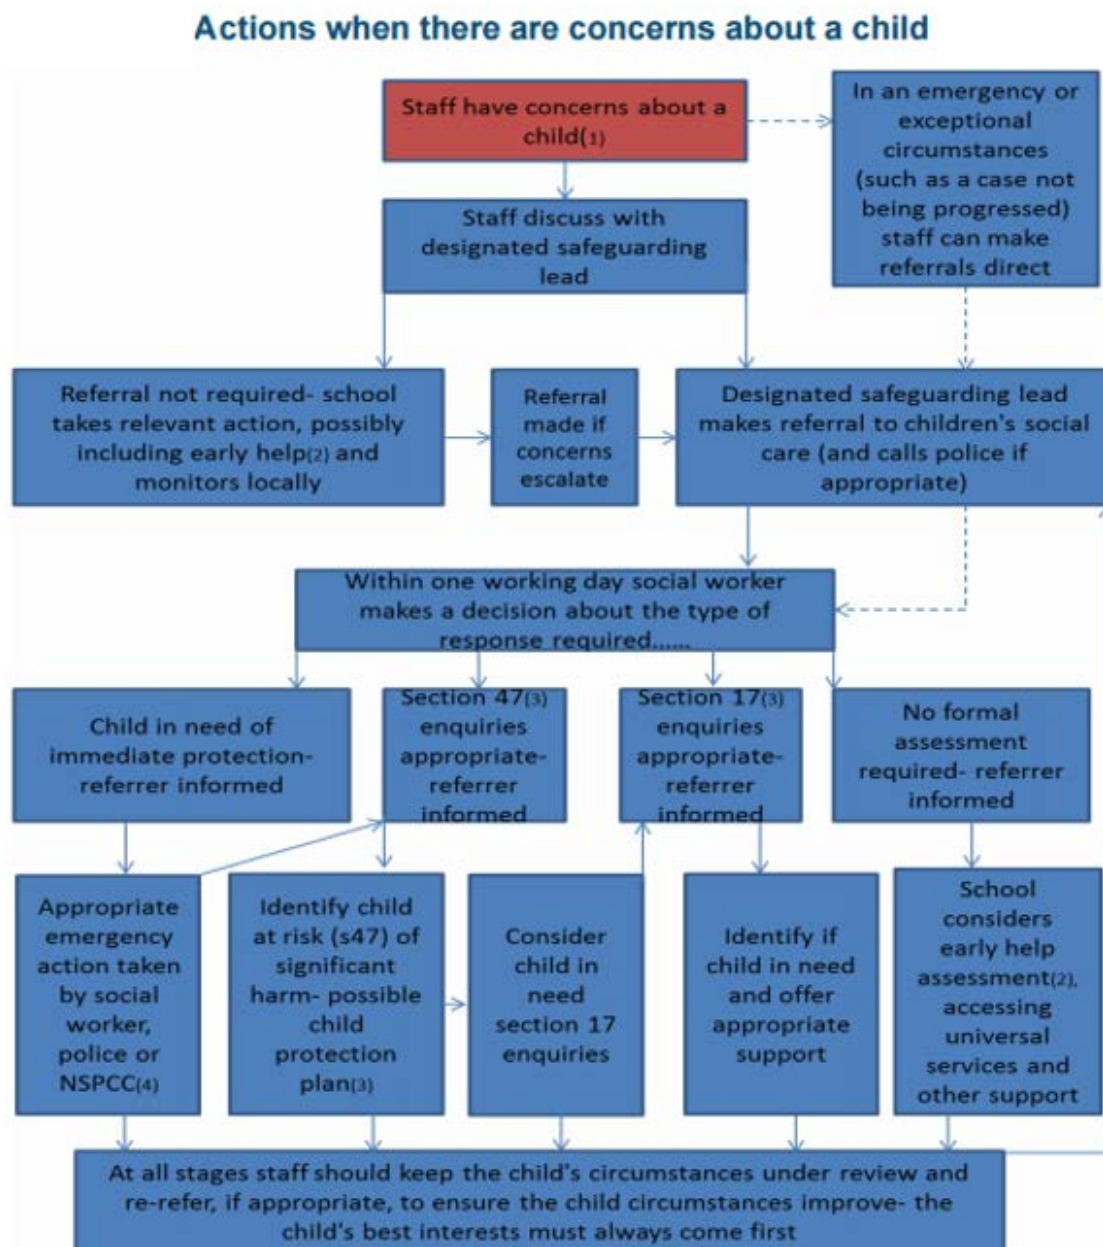 Actions when there are concerns about a child
Staff have concerns about a
child(1)
In an emergency or
exceptional
circumstances
(such as a case not
being progressed)
staff can make
referrals direct
Staff discuss with
designated safeguarding
lead
Referral not required- school
takes relevant action, possibly
including early help(2) and
monitors locally
Referral
made if
concerns
escalate
Designated safeguarding lead
makes referral to children's social
care (and calls police if
appropriate)
Within one working day social worker
makes a decision about the type of
response required......
Child in need of
immediate protection-
referrer informed
Section 47(3)
enquiries
appropriate-
referrer
informed
Section 17(3)
enquiries
appropriate-
referrer
informed
No formal
assessment
required- referrer
informed
Appropriate
emergency
action taken
by social
worker,
police or
NSPCC(4)
Identify child
at risk (s47) of
significant
harm- possible
child
protection
plan(3)
Consider
child in
need
section 17
enquiries
Identify if
child in need
and offer
appropriate
support
School
considers
early help
assessment(2),
accessing
universal
services and
other support
At all stages staff should keep the child's circumstances under review and
re-refer, if appropriate, to ensure the child circumstances improve- the
child's best interests must always come first